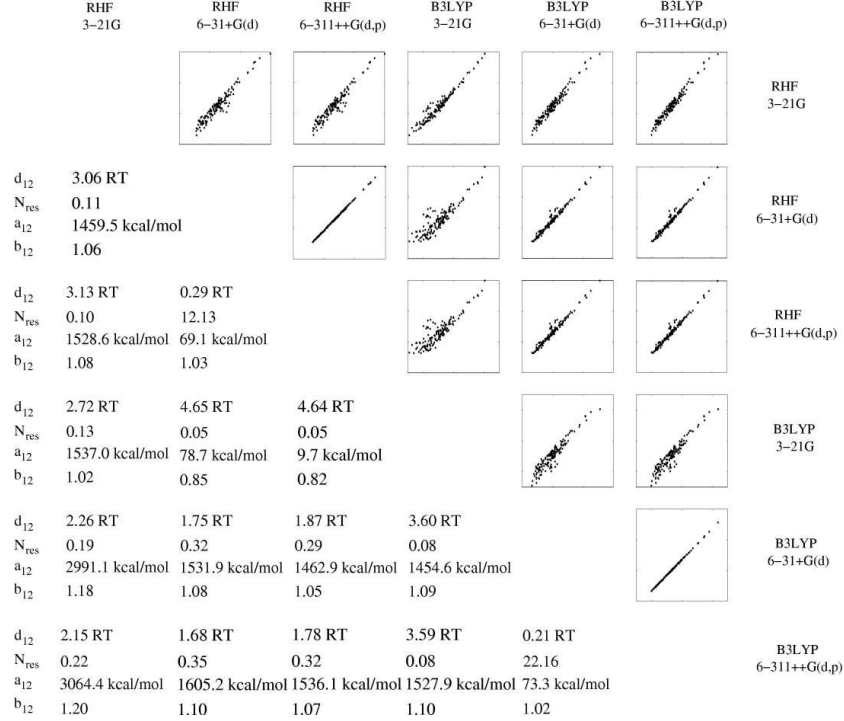 RHF RHF RHF B3LYP B3LYP B3LYP
3−21G 6−31+G(d) 6−311++G(d,p) 3−21G 6−31+G(d) 6−311++G(d,p)
RHF
3−21G
d12 3.06 RT
Nres 0.11
a12 1459.5 kcal/mol
b12 1.06
RHF
6−31+G(d)
d12 3.13 RT 0.29 RT
Nres 0.10 12.13
a12 1528.6 kcal/mol 69.1 kcal/mol
b12 1.08 1.03
RHF
6−311++G(d,p)
d12 2.72 RT 4.65 RT 4.64 RT
Nres 0.13 0.05 0.05
a12 1537.0 kcal/mol 78.7 kcal/mol 9.7 kcal/mol
b12 1.02 0.85 0.82
B3LYP
3−21G
d12 2.26 RT 1.75 RT 1.87 RT 3.60 RT
Nres 0.19 0.32 0.29 0.08
a12 2991.1 kcal/mol 1531.9 kcal/mol 1462.9 kcal/mol 1454.6 kcal/mol
b12 1.18 1.08 1.05 1.09
B3LYP
6−31+G(d)
d12 2.15 RT 1.68 RT 1.78 RT 3.59 RT 0.21 RT
Nres 0.22 0.35 0.32 0.08 22.16
a12 3064.4 kcal/mol 1605.2 kcal/mol 1536.1 kcal/mol 1527.9 kcal/mol 73.3 kcal/mol
b12 1.20 1.10 1.07 1.10 1.02
B3LYP
6−311++G(d,p)